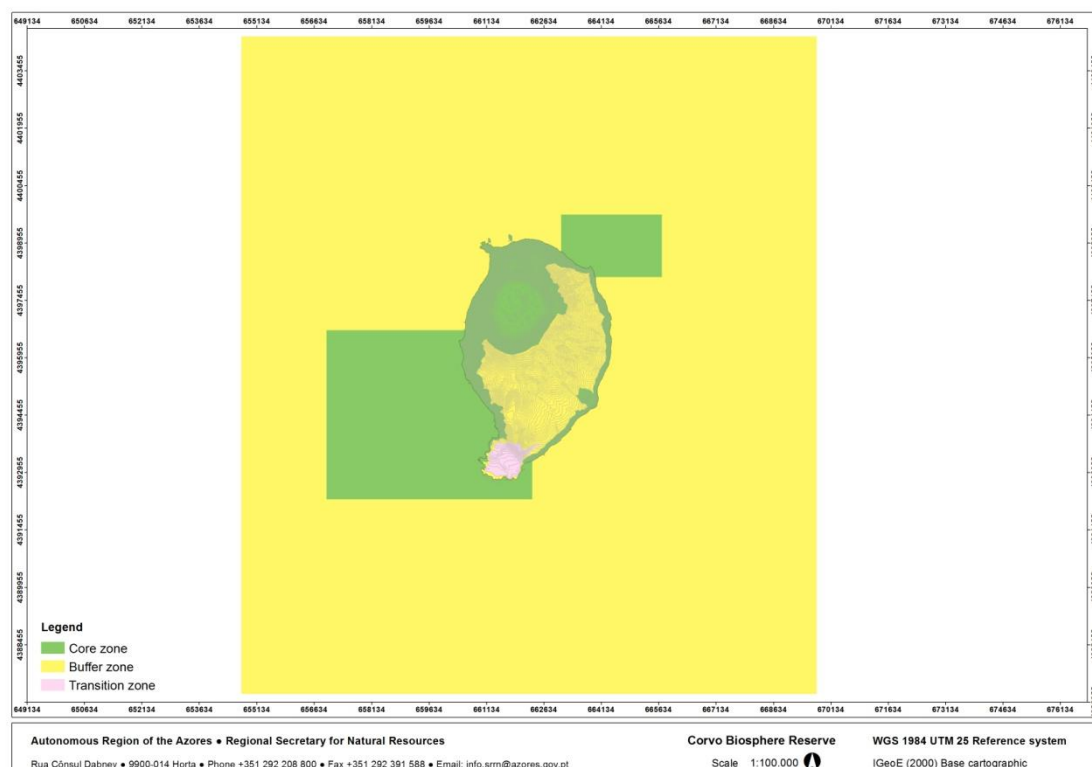 649134 650634 652134 653634 655134 656634 658134 659634 661134 662634 664134 665634 667134 668634 670134 671634 673134 674634 676134
4403455
4401955
4400455
4398955
4397455
4395955
4394455
4392955
4391455
4389955
4388455
Legend
Core zone
Buffer zone
Transition zone
649134 650634 652134 653634 655134 656634 658134 659634 661134 662634 664134 665634 667134 668634 670134 671634 673134 674634 676134
Autonomous Region of the Azores • Regional Secretary for Natural Resources
Rua Cônsul Dabney • 9900-014 Horta • Phone +351 292 208 800 • Fax +351 292 391 588 • Email: info.srrn@azores.gov.pt
Corvo Biosphere Reserve
Scale 1:100.000
WGS 1984 UTM 25 Reference system
IGeoE (2000) Base cartographic